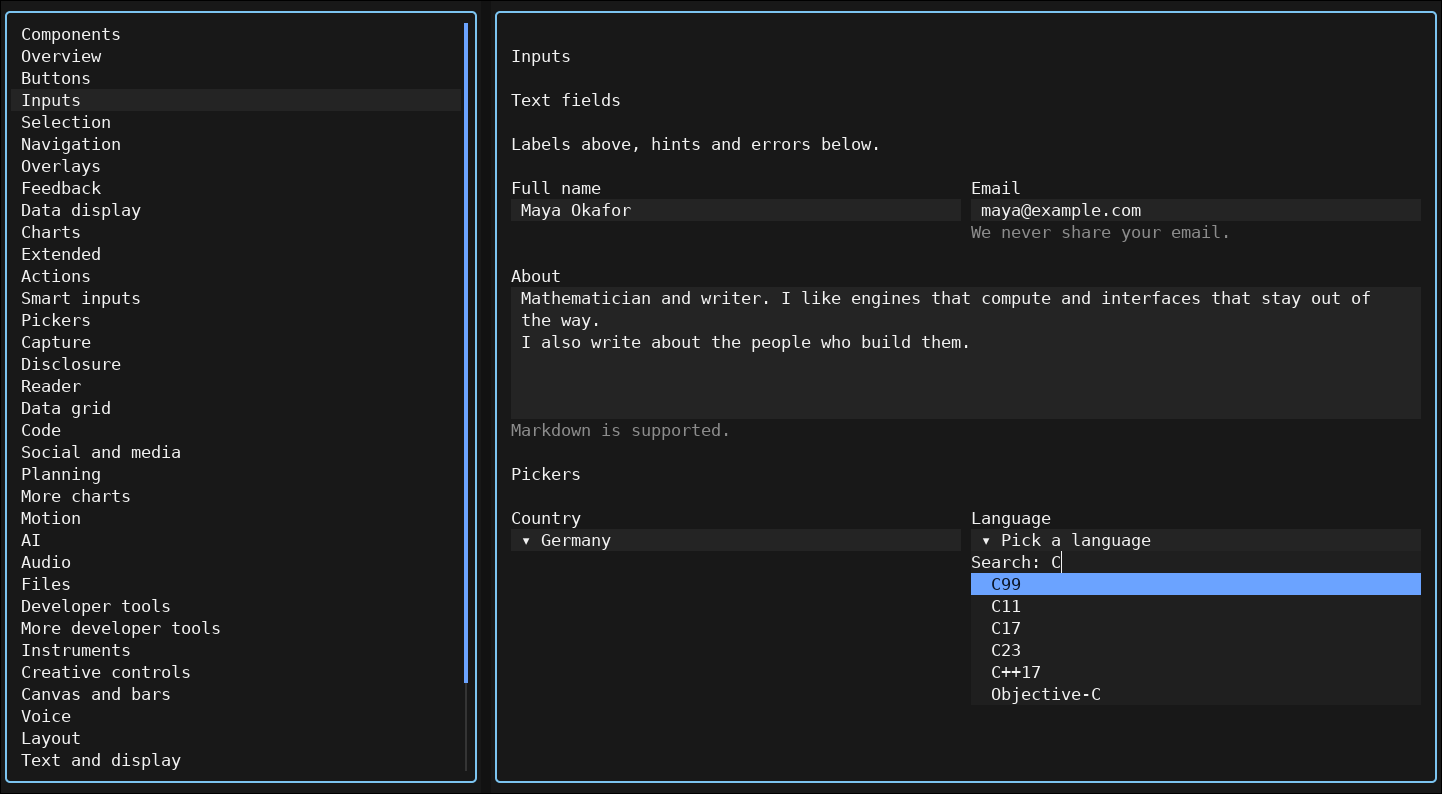 Components
Overview
Buttons
Inputs
Selection
Navigation
Overlays
Feedback
Data display
Charts
Extended
Actions
Smart inputs
Pickers
Capture
Disclosure
Reader
Data grid
Code
Social and media
Planning
More charts
Motion
AI
Audio
Files
Developer tools
More developer tools
Instruments
Creative controls
Canvas and bars
Voice
Layout
Text and display
Inputs
Text fields
Labels above, hints and errors below.
Full name
Maya Okafor
Email
maya@example.com
We never share your email.
About
Mathematician and writer. I like engines that compute and interfaces that stay out of
the way.
I also write about the people who build them.
Markdown is supported.
Pickers
Country
▾ Germany
Language
▾ Pick a language
Search: C
C99
C11
C17
C23
C++17
Objective-C